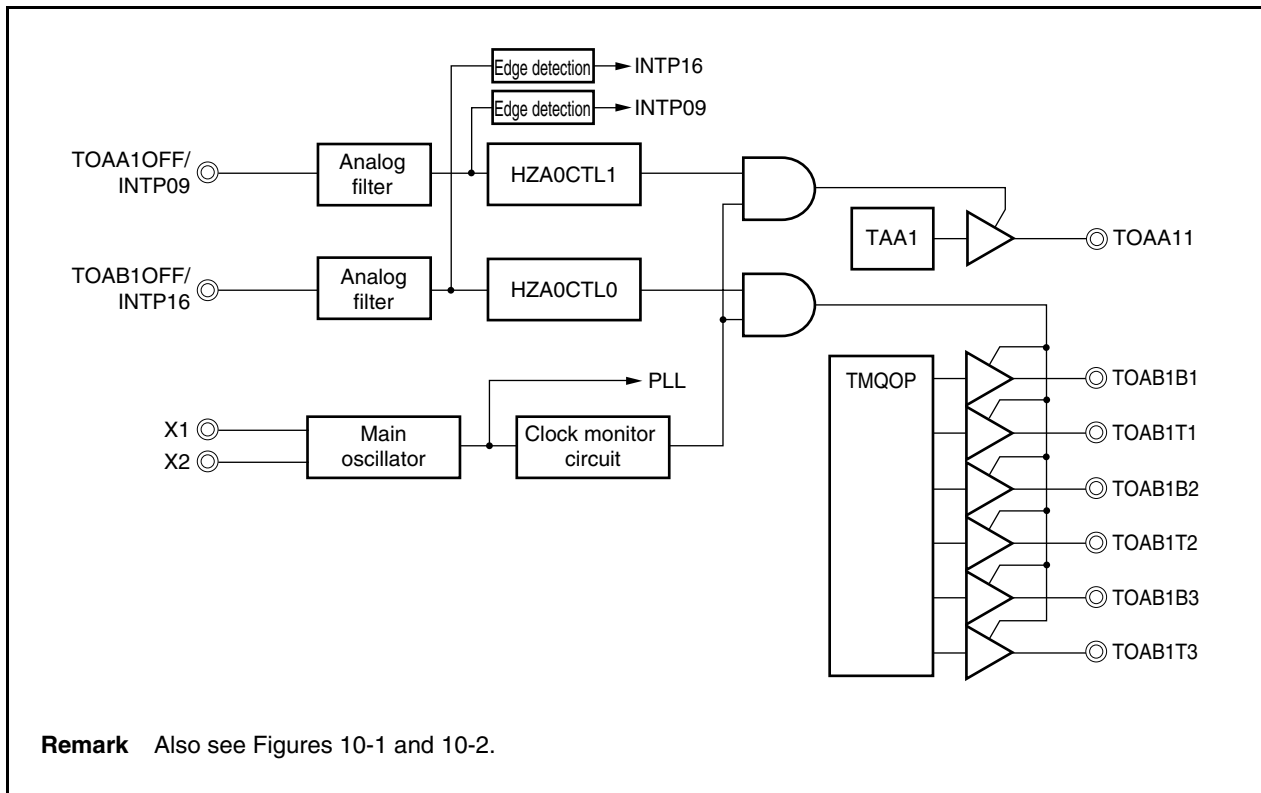 Edge detection
INTP16
Edge detection
INTP09
TOAA1OFF/
INTP09
Analog
filter
HZA0CTL1
TAA1
TOAA11
TOAB1OFF/
INTP16
Analog
filter
HZA0CTL0
TMQOP
TOAB1B1
PLL
TOAB1T1
X1
X2
Main
oscillator
Clock monitor
circuit
TOAB1B2
TOAB1T2
TOAB1B3
TOAB1T3
Remark Also see Figures 10-1 and 10-2.